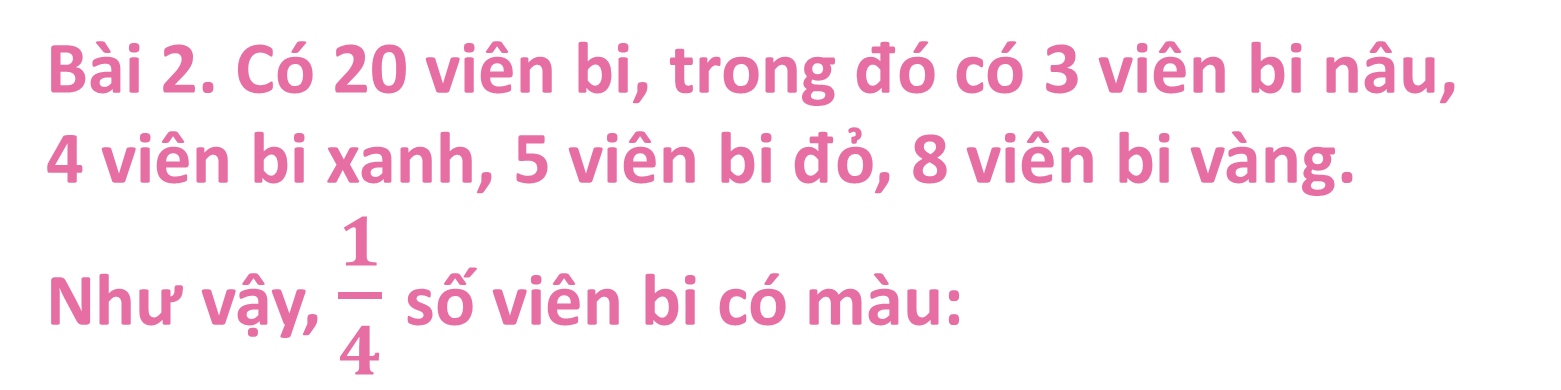 Bài 2. Có 20 viên bi, trong đó có 3 viên bi nâu,
4 viên bi xanh, 5 viên bi đỏ, 8 viên bi vàng.
Như vậy, 1/4 số viên bi có màu: